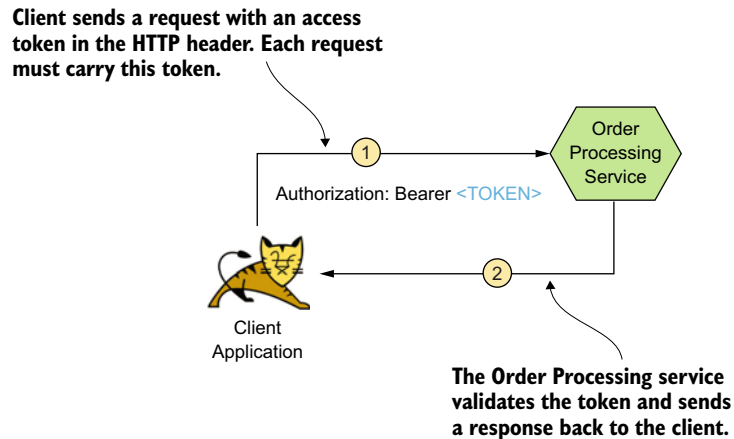 Client sends a request with an access
token in the HTTP header. Each request
must carry this token.
1
Order
Processing
Service
Authorization: Bearer <TOKEN>
2
Client
Application
The Order Processing service
validates the token and sends
a response back to the client.